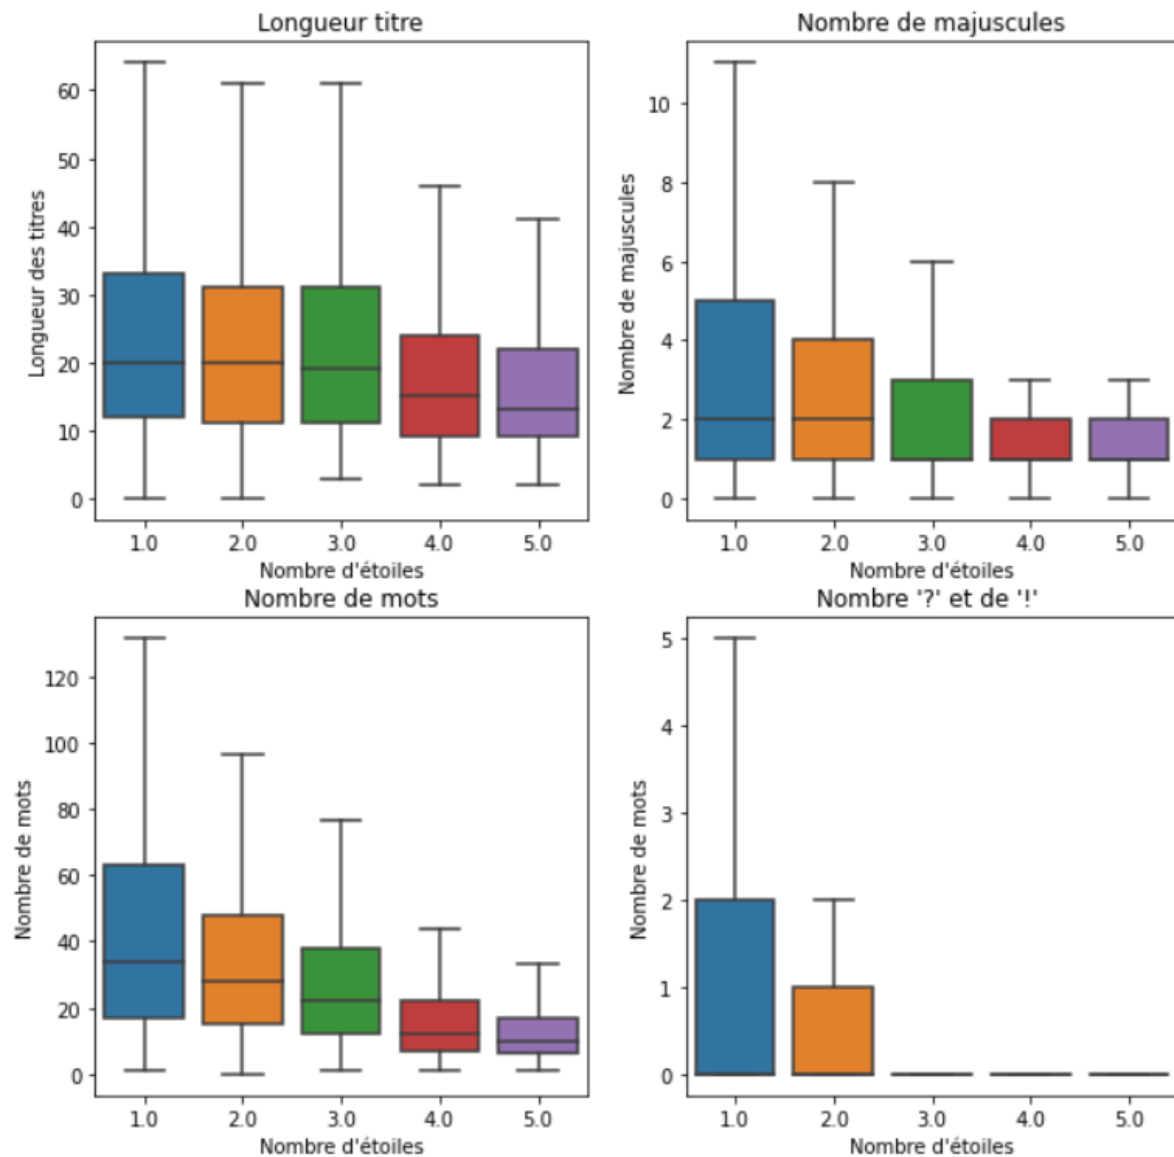 Longueur titre
Longueur des titres
60
50
40
30
20
10
0
1.0 2.0 3.0 4.0 5.0
Nombre d'étoiles
Nombre de majuscules
Nombre de majuscules
10
8
6
4
2
0
1.0 2.0 3.0 4.0 5.0
Nombre d'étoiles
Nombre de mots
Nombre de mots
120
100
80
60
40
20
0
1.0 2.0 3.0 4.0 5.0
Nombre d'étoiles
Nombre '?' et de '!'
Nombre de mots
5
4
3
2
1
0
1.0 2.0 3.0 4.0 5.0
Nombre d'étoiles